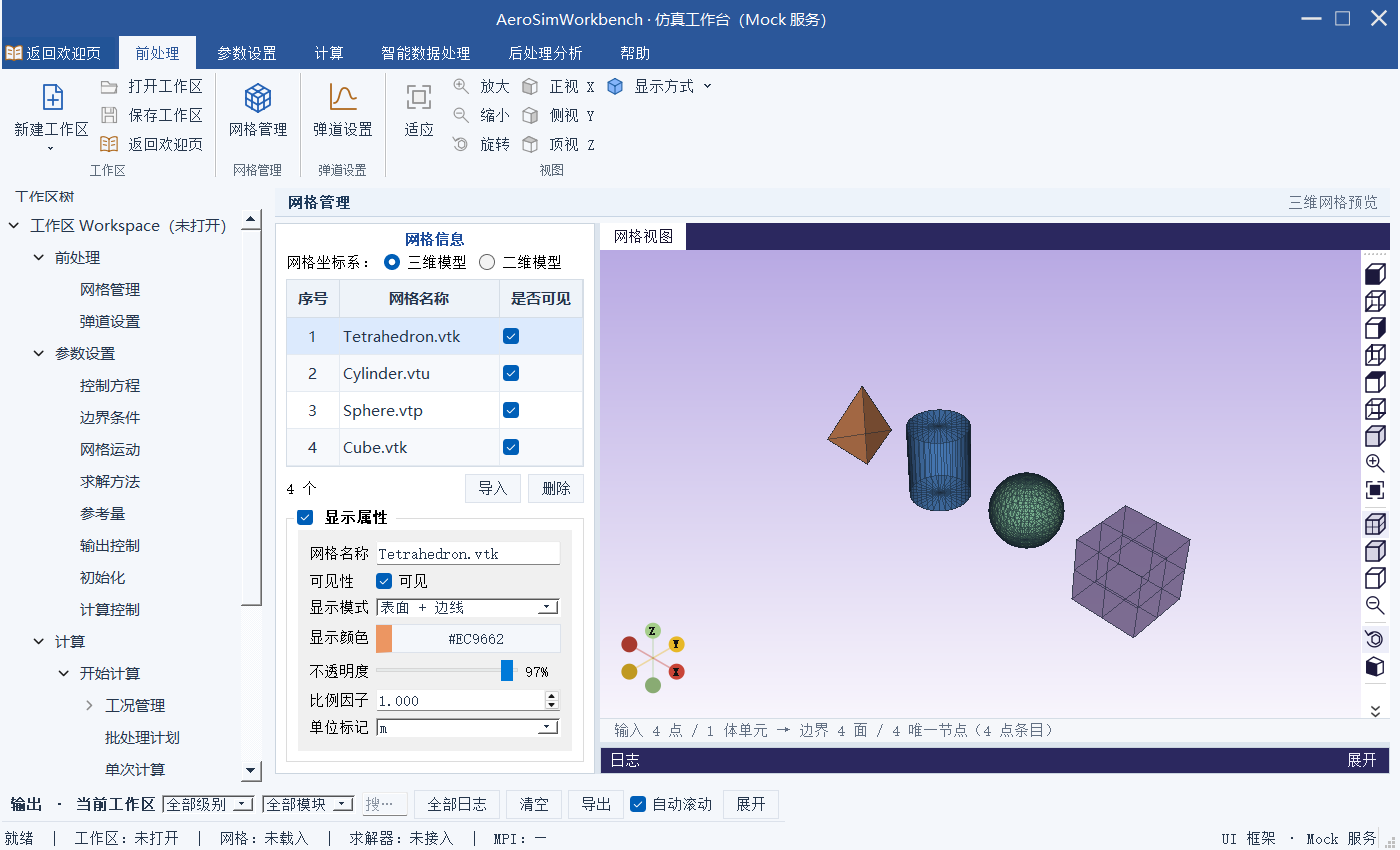 AeroSimWorkbench · 仿真工作台（Mock 服务）
返回欢迎页 前处理 参数设置 计算 智能数据处理 后处理分析 帮助
新建工作区
打开工作区
保存工作区
返回欢迎页
工作区
网格管理
网格管理
弹道设置
弹道设置
适应
放大 正视 X 显示方式
缩小 侧视 Y
旋转 顶视 Z
视图
工作区树
工作区 Workspace（未打开）
前处理
网格管理
弹道设置
参数设置
控制方程
边界条件
网格运动
求解方法
参考量
输出控制
初始化
计算控制
计算
开始计算
工况管理
批处理计划
单次计算
网格管理 三维网格预览
网格信息
网格坐标系： 三维模型 二维模型
序号 网格名称 是否可见
1 Tetrahedron.vtk
2 Cylinder.vtu
3 Sphere.vtp
4 Cube.vtk
4 个 导入 删除
显示属性
网格名称 Tetrahedron.vtk
可见性 可见
显示模式 表面 + 边线
显示颜色 #EC9662
不透明度 97%
比例因子 1.000
单位标记 m
网格视图
Z
Y
X
输入 4 点 / 1 体单元 → 边界 4 面 / 4 唯一节点（4 点条目）
日志 展开
输出 · 当前工作区 全部级别 全部模块 搜… 全部日志 清空 导出 自动滚动 展开
就绪 | 工作区：未打开 | 网格：未载入 | 求解器：未接入 | MPI：— UI 框架 · Mock 服务